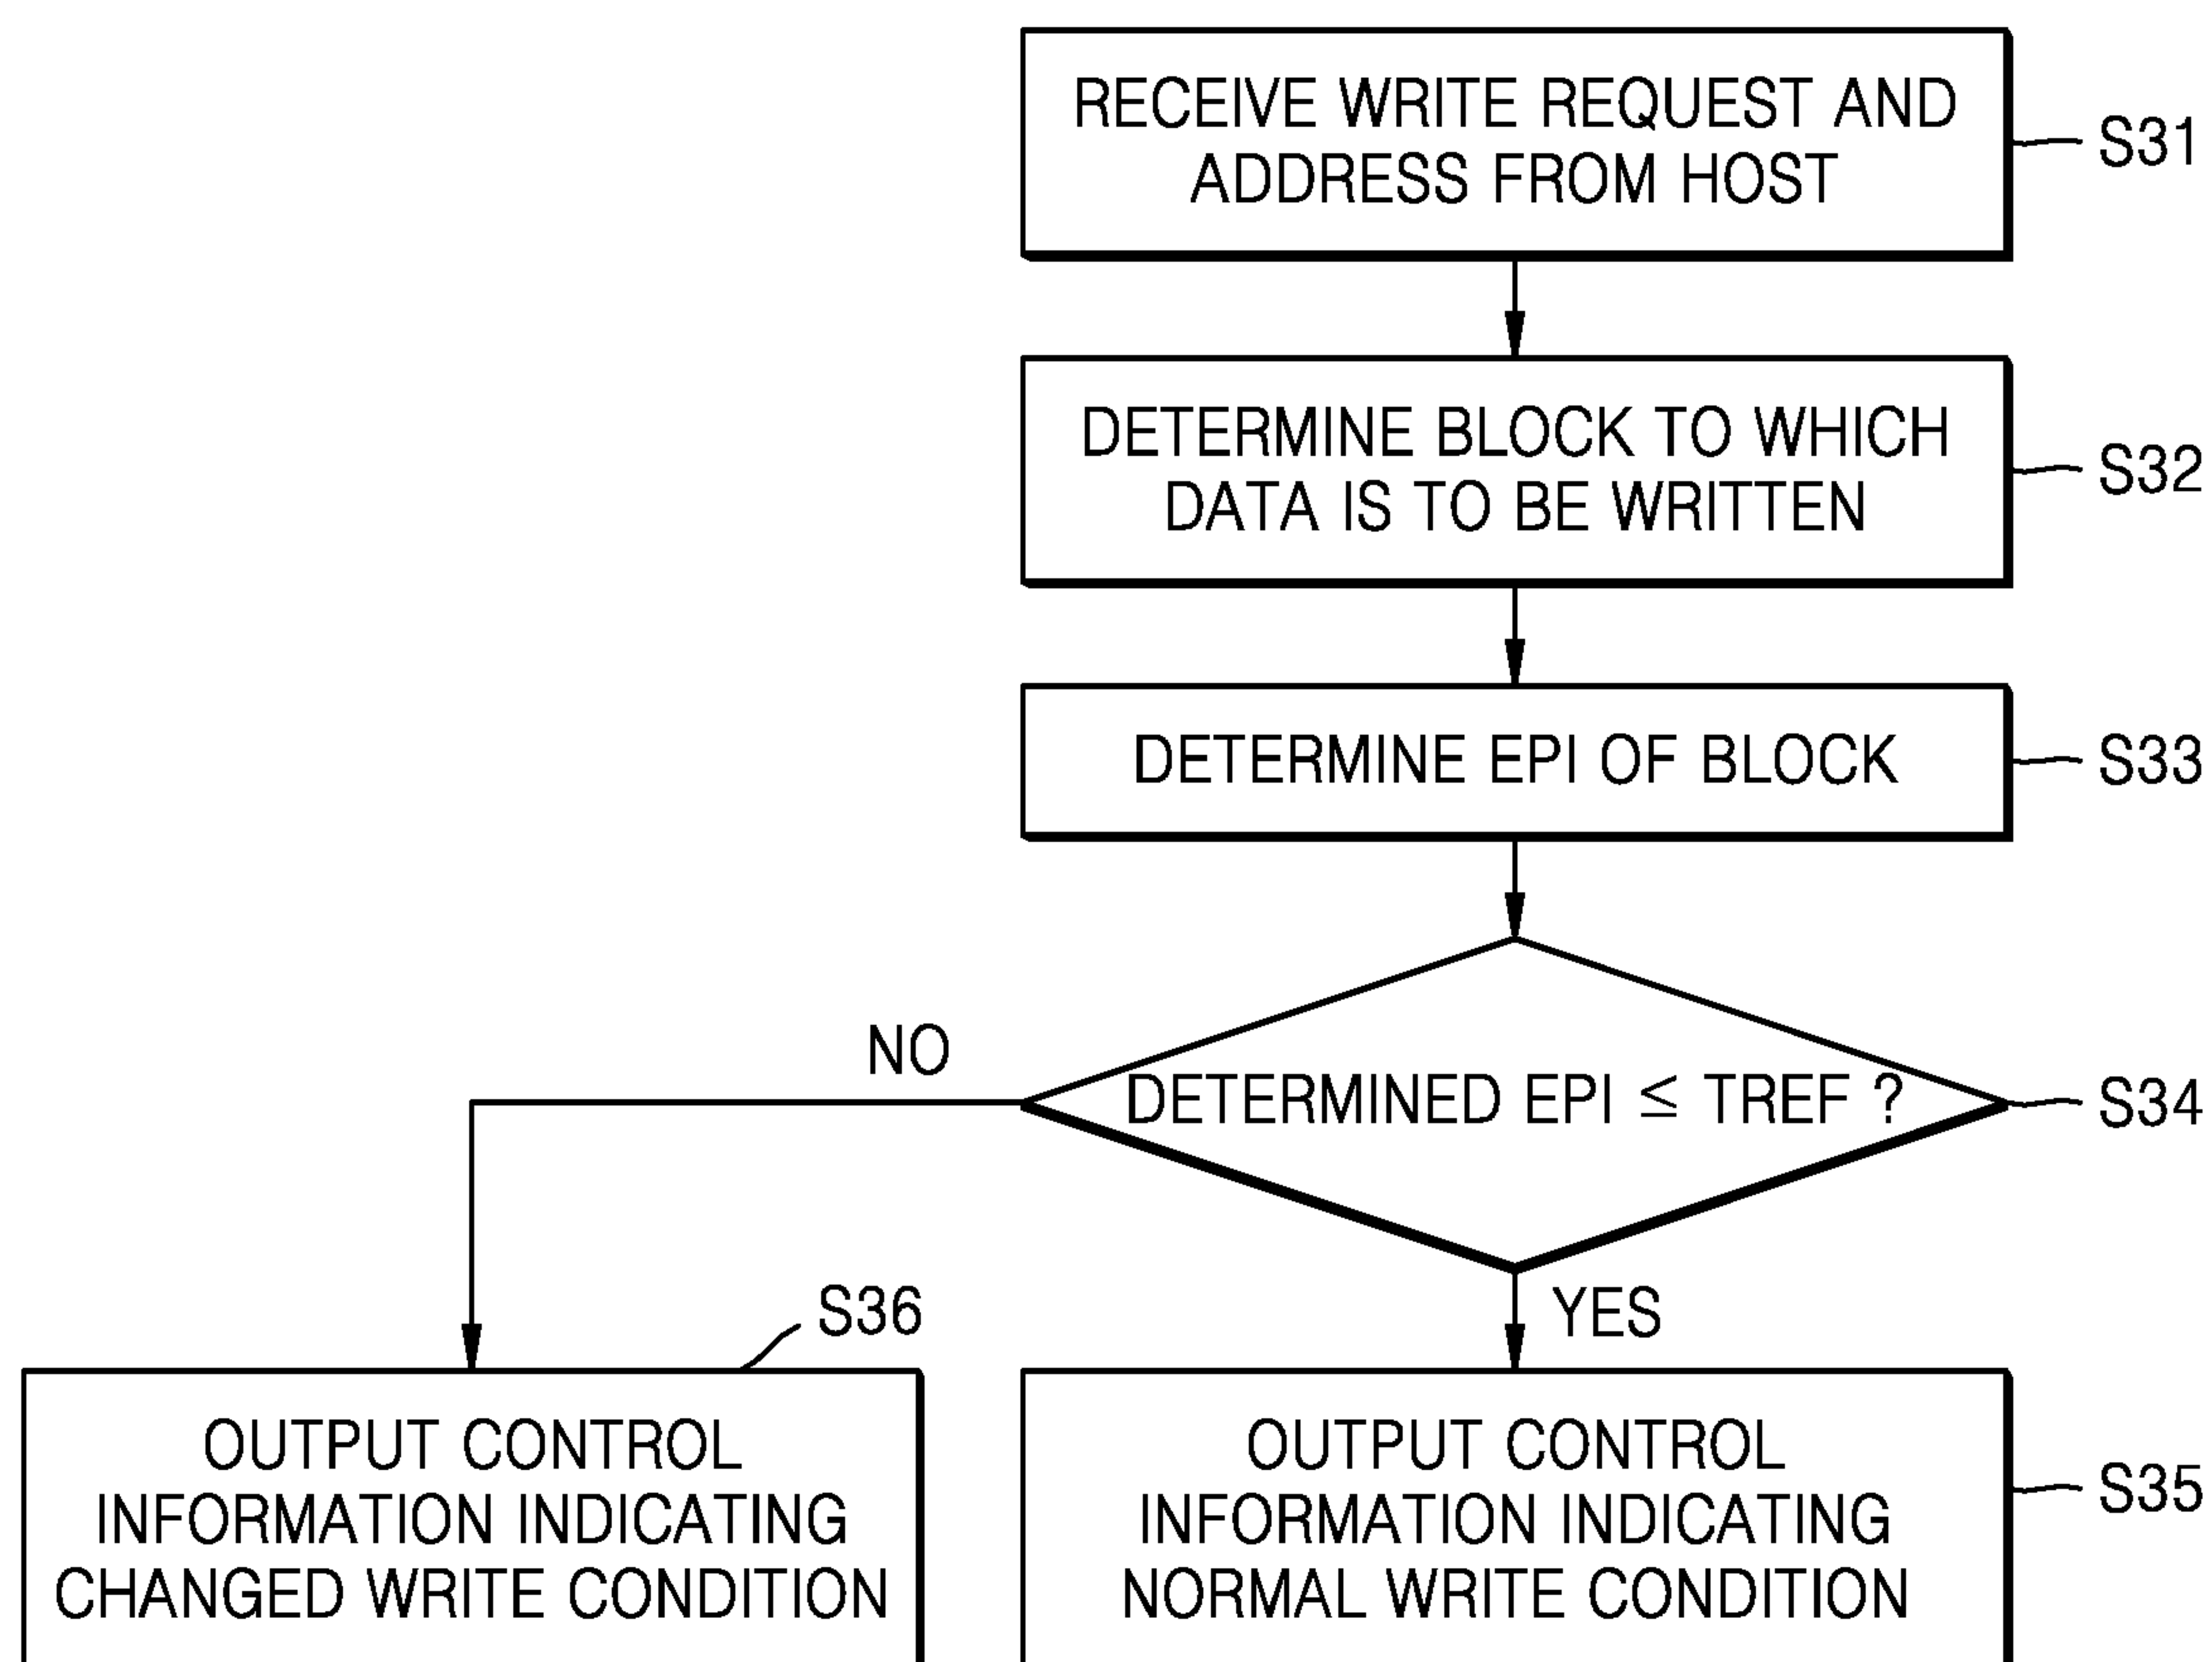 RECEIVE WRITE REQUEST AND
ADDRESS FROM HOST
S31
DETERMINE BLOCK TO WHICH
DATA IS TO BE WRITTEN
S32
DETERMINE EPI OF BLOCK
S33
NO
DETERMINED EPI ≤ TREF ?
S34
YES
S36
OUTPUT CONTROL
INFORMATION INDICATING
CHANGED WRITE CONDITION
OUTPUT CONTROL
INFORMATION INDICATING
NORMAL WRITE CONDITION
S35